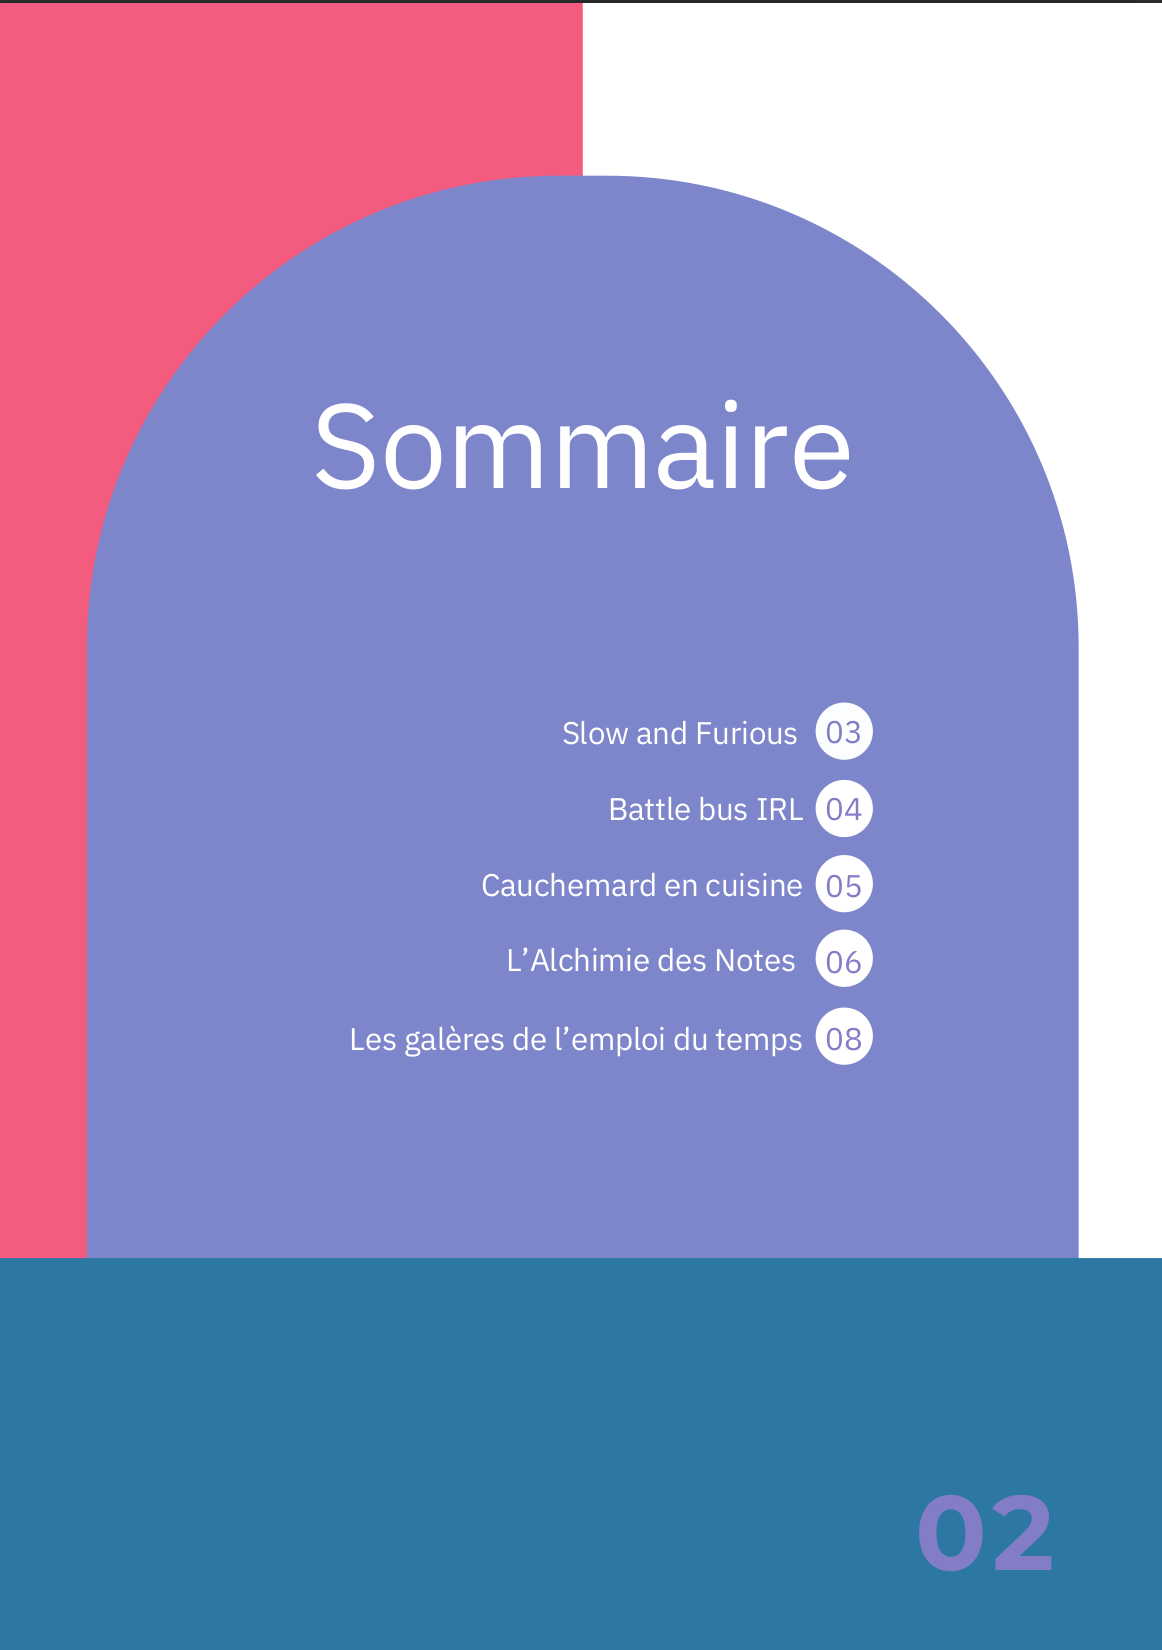 Sommaire
Slow and Furious 03
Battle bus IRL 04
Cauchemard en cuisine 05
L’Alchimie des Notes 06
Les galères de l’emploi du temps 08
02